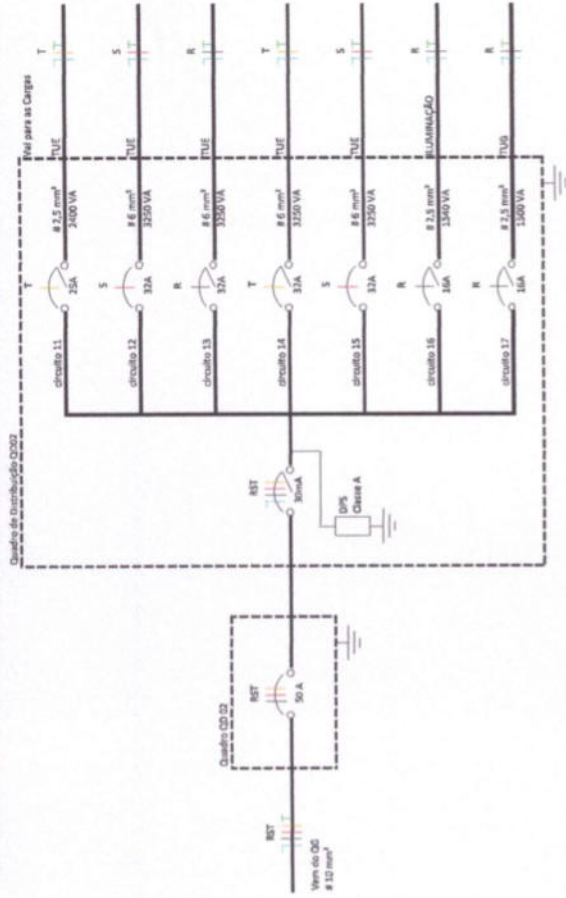 Quadro de Distribuição QD02
Vai para as Cargas
T
circuito 11
25A
# 2,5 mm²
2400 VA
TUE
T
S
circuito 12
32A
# 6 mm²
3250 VA
TUE
S
R
circuito 13
32A
# 6 mm²
3250 VA
TUE
R
T
circuito 14
32A
# 6 mm²
3250 VA
TUE
T
S
circuito 15
32A
# 6 mm²
3250 VA
TUE
S
R
circuito 16
16A
# 2,5 mm²
1340 VA
ILUMINAÇÃO
R
R
circuito 17
16A
# 2,5 mm²
TUG
R
RST
30mA
DPS
Classe A
Quadro QD 02
RST
50 A
RST
Vem do QG
# 10 mm²